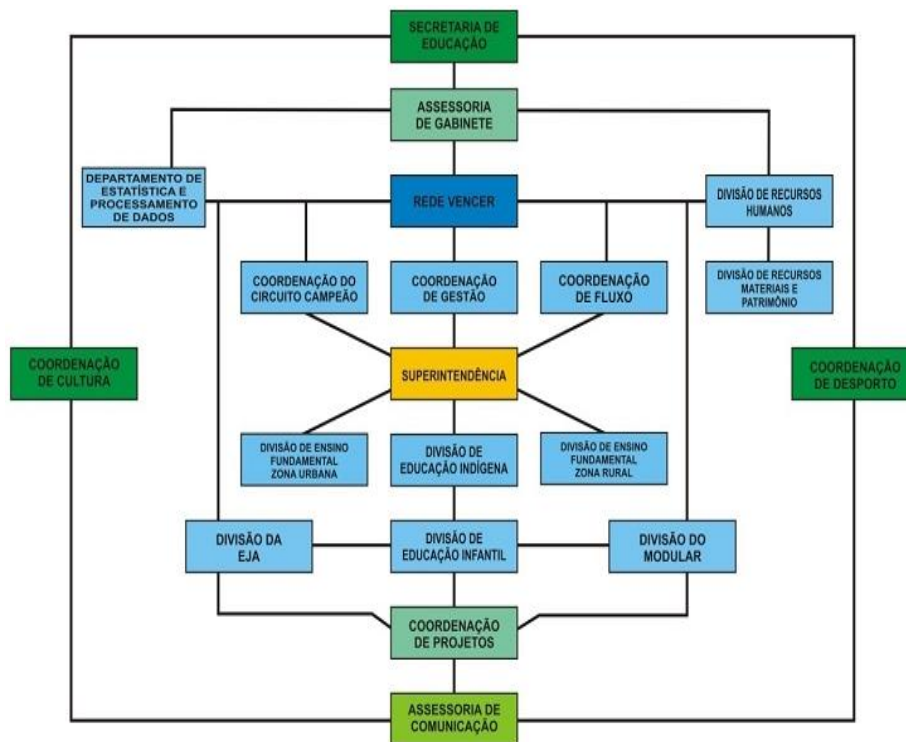 SECRETARIA DE
EDUCAÇÃO
ASSESSORIA
DE GABINETE
DEPARTAMENTO DE
ESTATÍSTICA E
PROCESSAMENTO
DE DADOS
REDE VENCER
DIVISÃO DE RECURSOS
HUMANOS
COORDENAÇÃO DO
CIRCUITO CAMPEÃO
COORDENAÇÃO
DE GESTÃO
COORDENAÇÃO
DE FLUXO
DIVISÃO DE RECURSOS
MATERIAIS E
PATRIMÔNIO
COORDENAÇÃO
DE CULTURA
SUPERINTENDÊNCIA
COORDENAÇÃO
DE DESPORTO
DIVISÃO DE ENSINO
FUNDAMENTAL
ZONA URBANA
DIVISÃO DE
EDUCAÇÃO INDÍGENA
DIVISÃO DE ENSINO
FUNDAMENTAL
ZONA RURAL
DIVISÃO DA
EJA
DIVISÃO DE
EDUCAÇÃO INFANTIL
DIVISÃO DO
MODULAR
COORDENAÇÃO
DE PROJETOS
ASSESSORIA DE
COMUNICAÇÃO